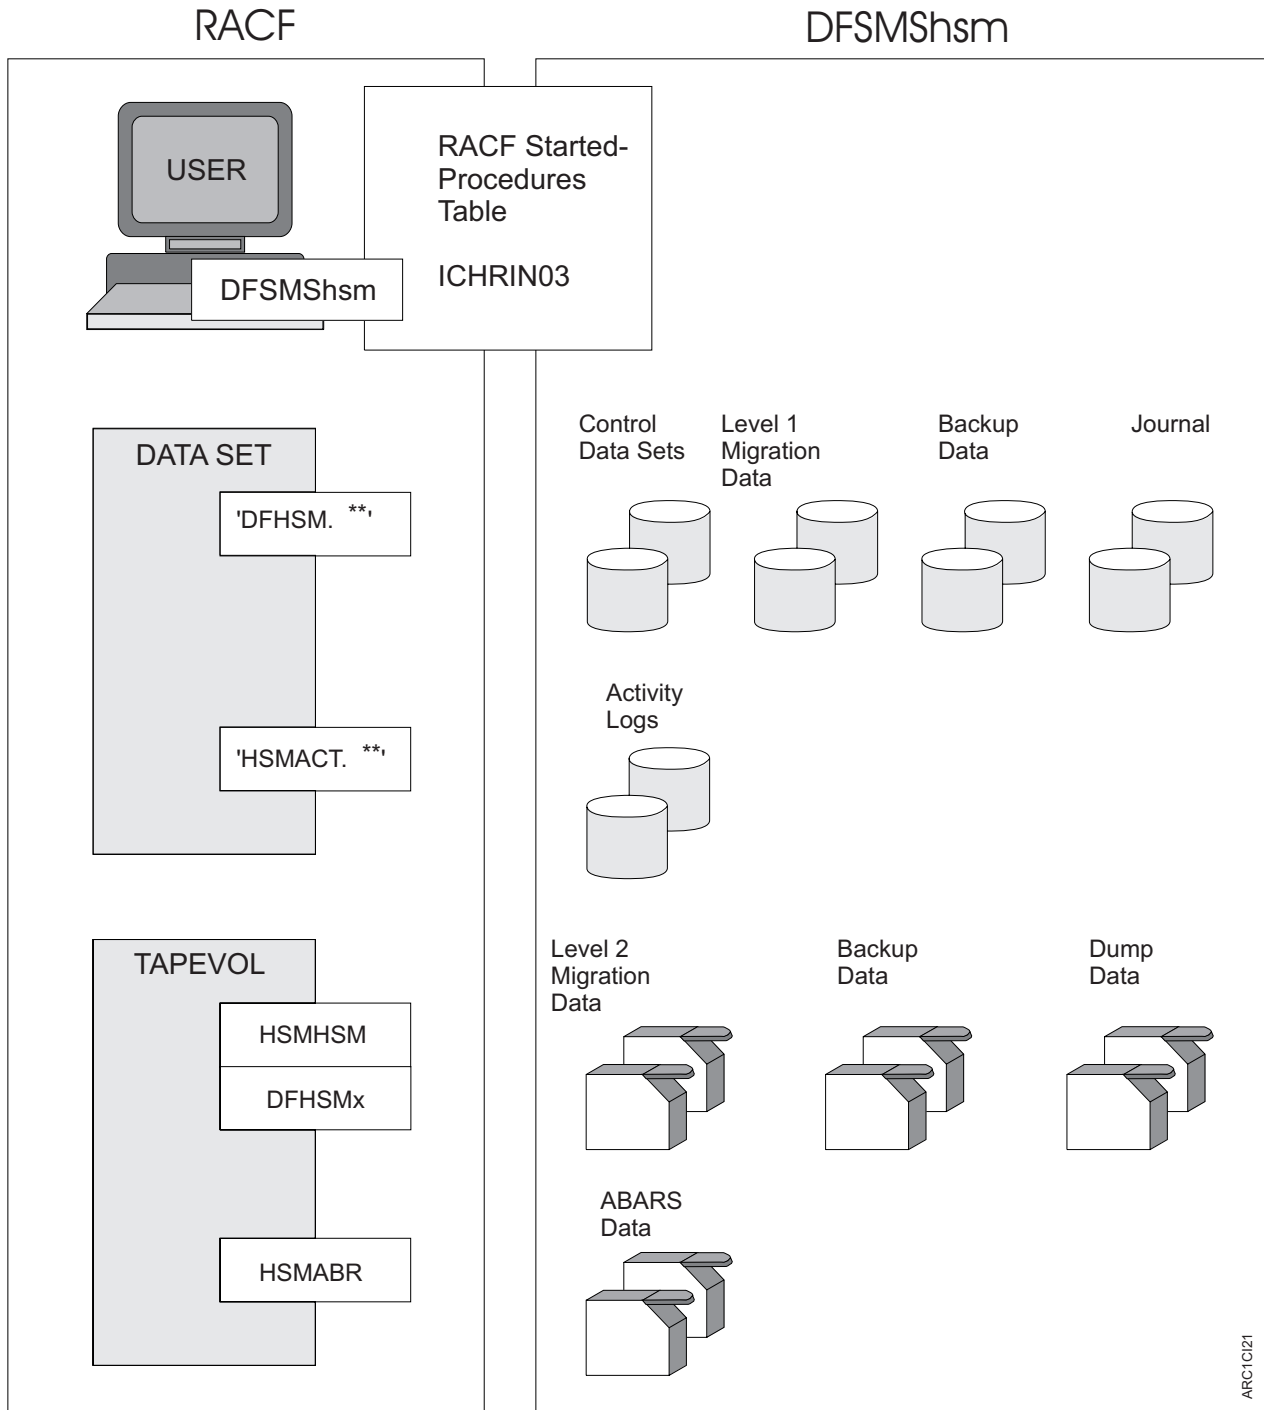 RACF
DFSMShsm
USER
RACF Started-
Procedures
Table
ICHRIN03
DFSMShsm
DATA SET
'DFHSM. **'
'HSMACT. **'
Control
Data Sets
Level 1
Migration
Data
Backup
Data
Journal
Activity
Logs
TAPEVOL
HSMHSM
DFHSMx
HSMABR
Level 2
Migration
Data
Backup
Data
Dump
Data
ABARS
Data
ARC1CI21